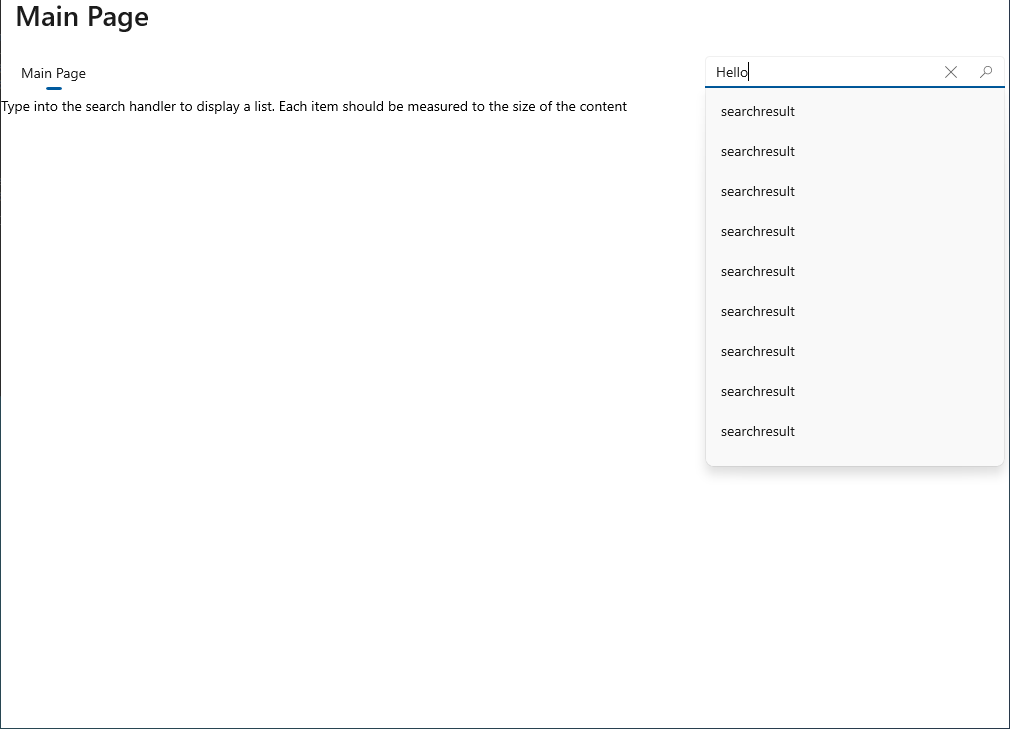 Main Page
Main Page
Hello
Type into the search handler to display a list. Each item should be measured to the size of the content
searchresult
searchresult
searchresult
searchresult
searchresult
searchresult
searchresult
searchresult
searchresult